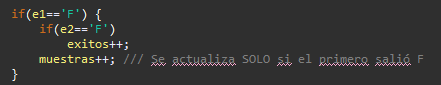 if(e1=='F') {
if(e2=='F')
exitos++;
muestras++; /// Se actualiza SOLO si el primero salió F
}